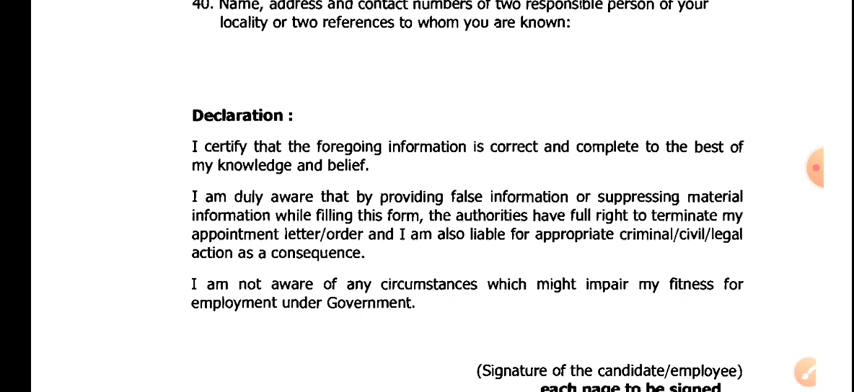 40. Name, address and contact numbers of two responsible person of your
locality or two references to whom you are known:
Declaration :
I certify that the foregoing information is correct and complete to the best of
my knowledge and belief.
I am duly aware that by providing false information or suppressing material
information while filling this form, the authorities have full right to terminate my
appointment letter/order and I am also liable for appropriate criminal/civil/legal
action as a consequence.
I am not aware of any circumstances which might impair my fitness for
employment under Government.
(Signature of the candidate/employee)
each page to be signed